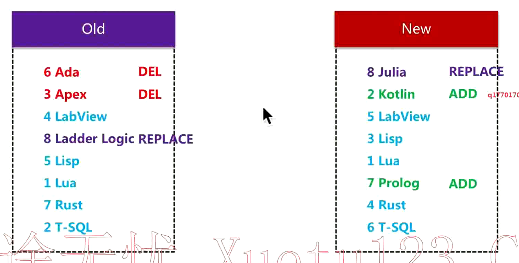 Old
6 Ada DEL
3 Apex DEL
4 LabView
8 Ladder Logic REPLACE
5 Lisp
1 Lua
7 Rust
2 T-SQL
New
8 Julia REPLACE
2 Kotlin ADD
5 LabView
3 Lisp
1 Lua
7 Prolog ADD
4 Rust
6 T-SQL